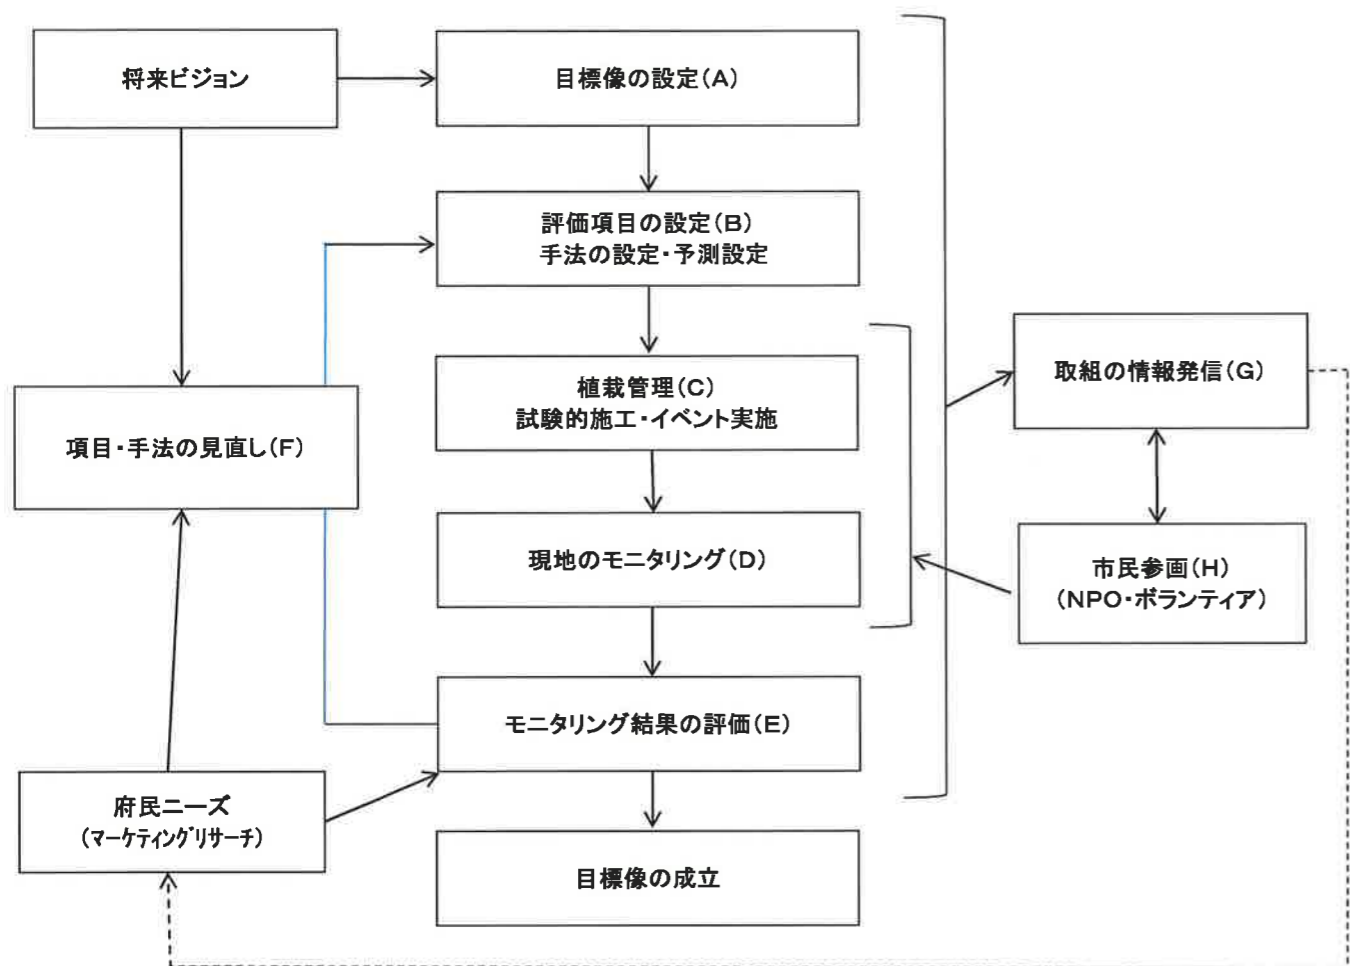 将来ビジョン
目標像の設定(A)
評価項目の設定(B)
手法の設定・予測設定
植栽管理(C)
試験的施工・イベント実施
取組の情報発信(G)
項目・手法の見直し(F)
現地のモニタリング(D)
市民参画(H)
(NPO・ボランティア)
モニタリング結果の評価(E)
府民ニーズ
(マーケティングリサーチ)
目標像の成立